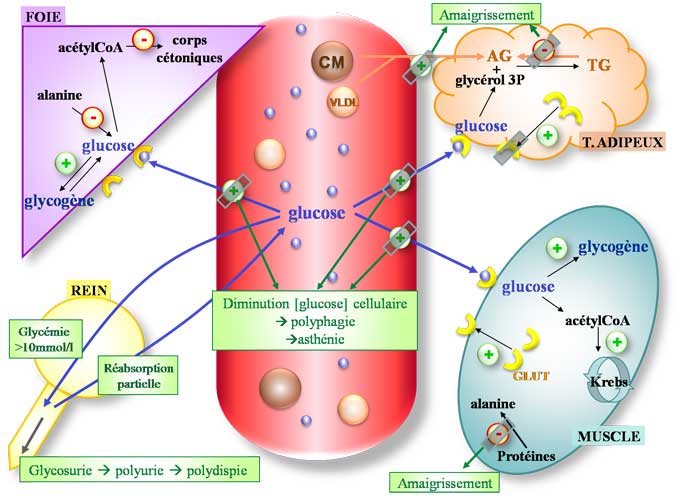 FOIE
acétylCoA
-
corps
cétoniques
alanine
-
glucose
+
glycogène
CM
VLDL
glucose
+
+
+
+
Diminution [glucose] cellulaire
→ polyphagie
→asthénie
Amaigrissement
AG
+
glycérol 3P
-
TG
glucose
+
T. ADIPEUX
REIN
Glycémie
>10mmol/l
Réabsorption
partielle
Glycosurie → polyurie → polydispie
+
glycogène
glucose
acétylCoA
+
Krebs
+
GLUT
alanine
-
Protéines
MUSCLE
Amaigrissement